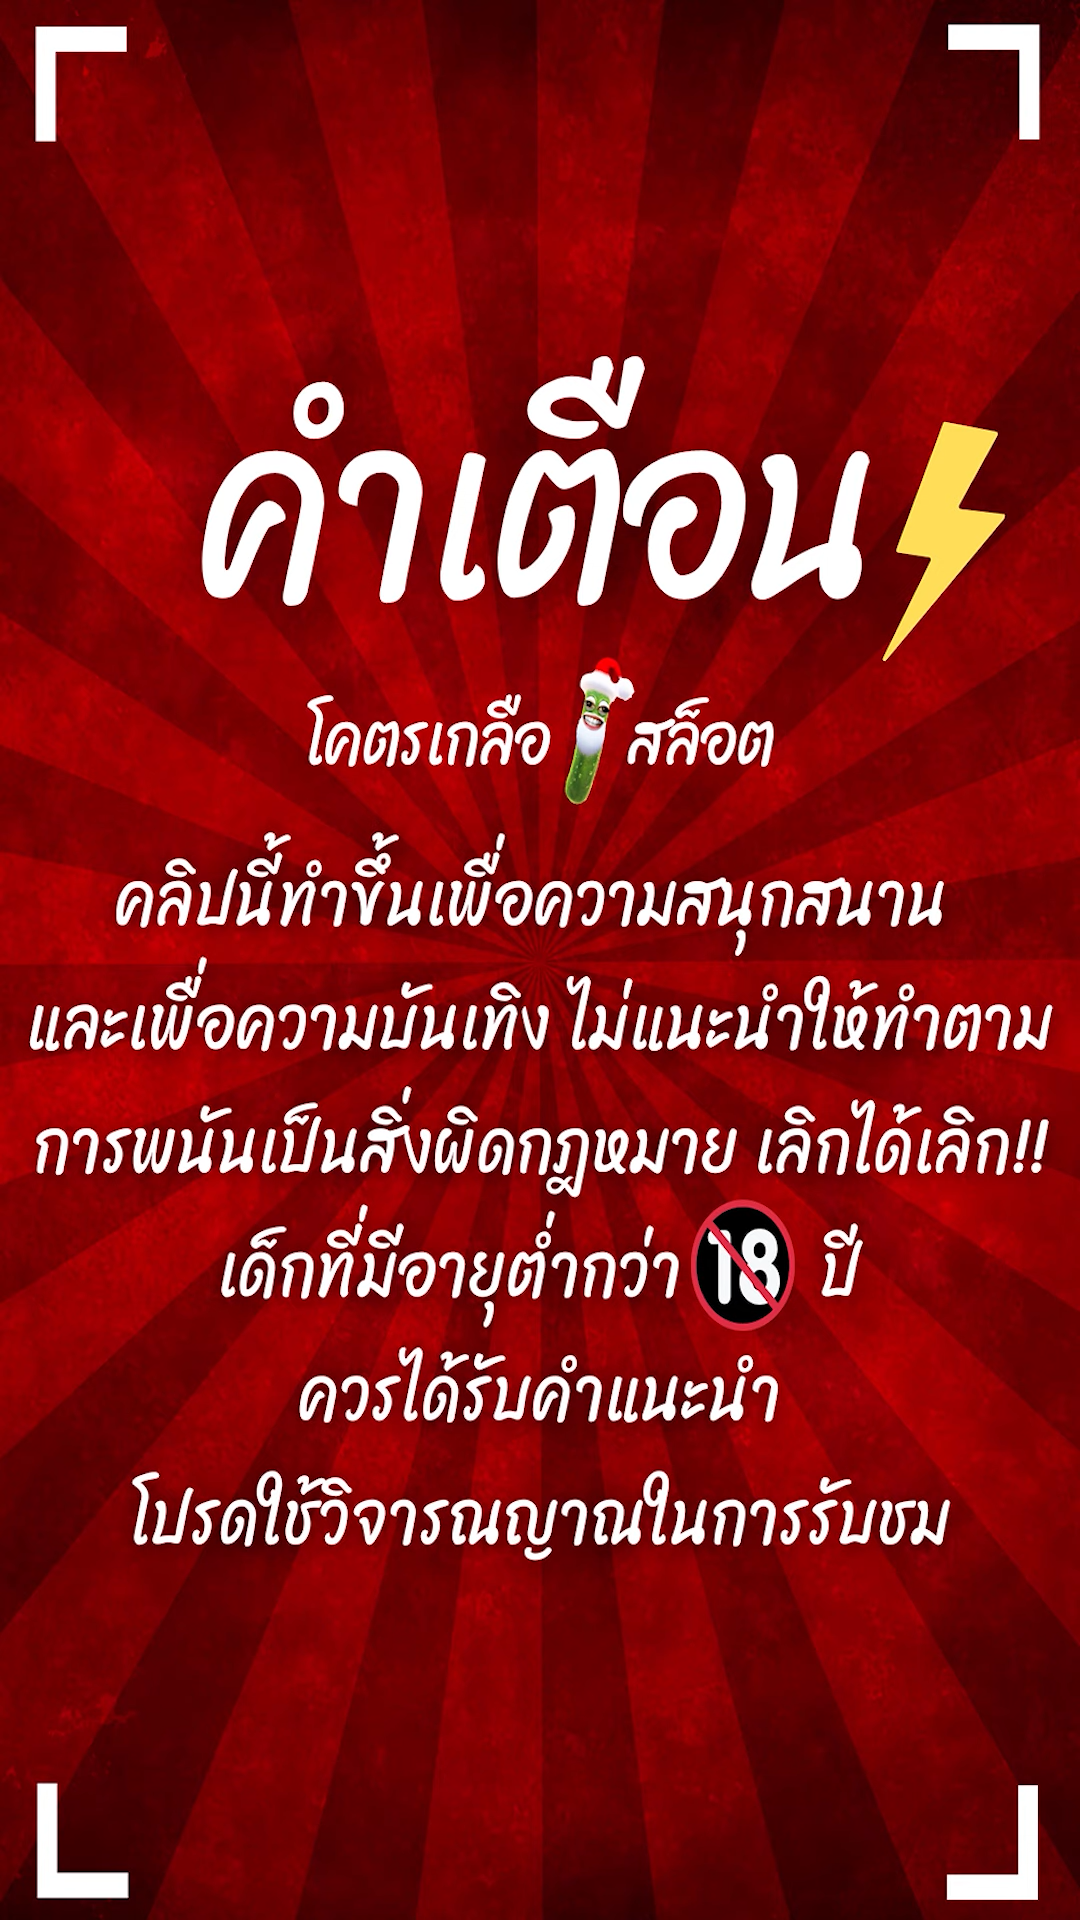 คำเตือน
โคตรเกลือ สล็อต
คลิปนี้ทำขึ้นเพื่อความสนุกสนาน
และเพื่อความบันเทิง ไม่แนะนำให้ทำตาม
การพนันเป็นสิ่งผิดกฎหมาย เลิกได้เลิก!!
เด็กที่มีอายุต่ำกว่า 18 ปี
ควรได้รับคำแนะนำ
โปรดใช้วิจารณญาณในการรับชม